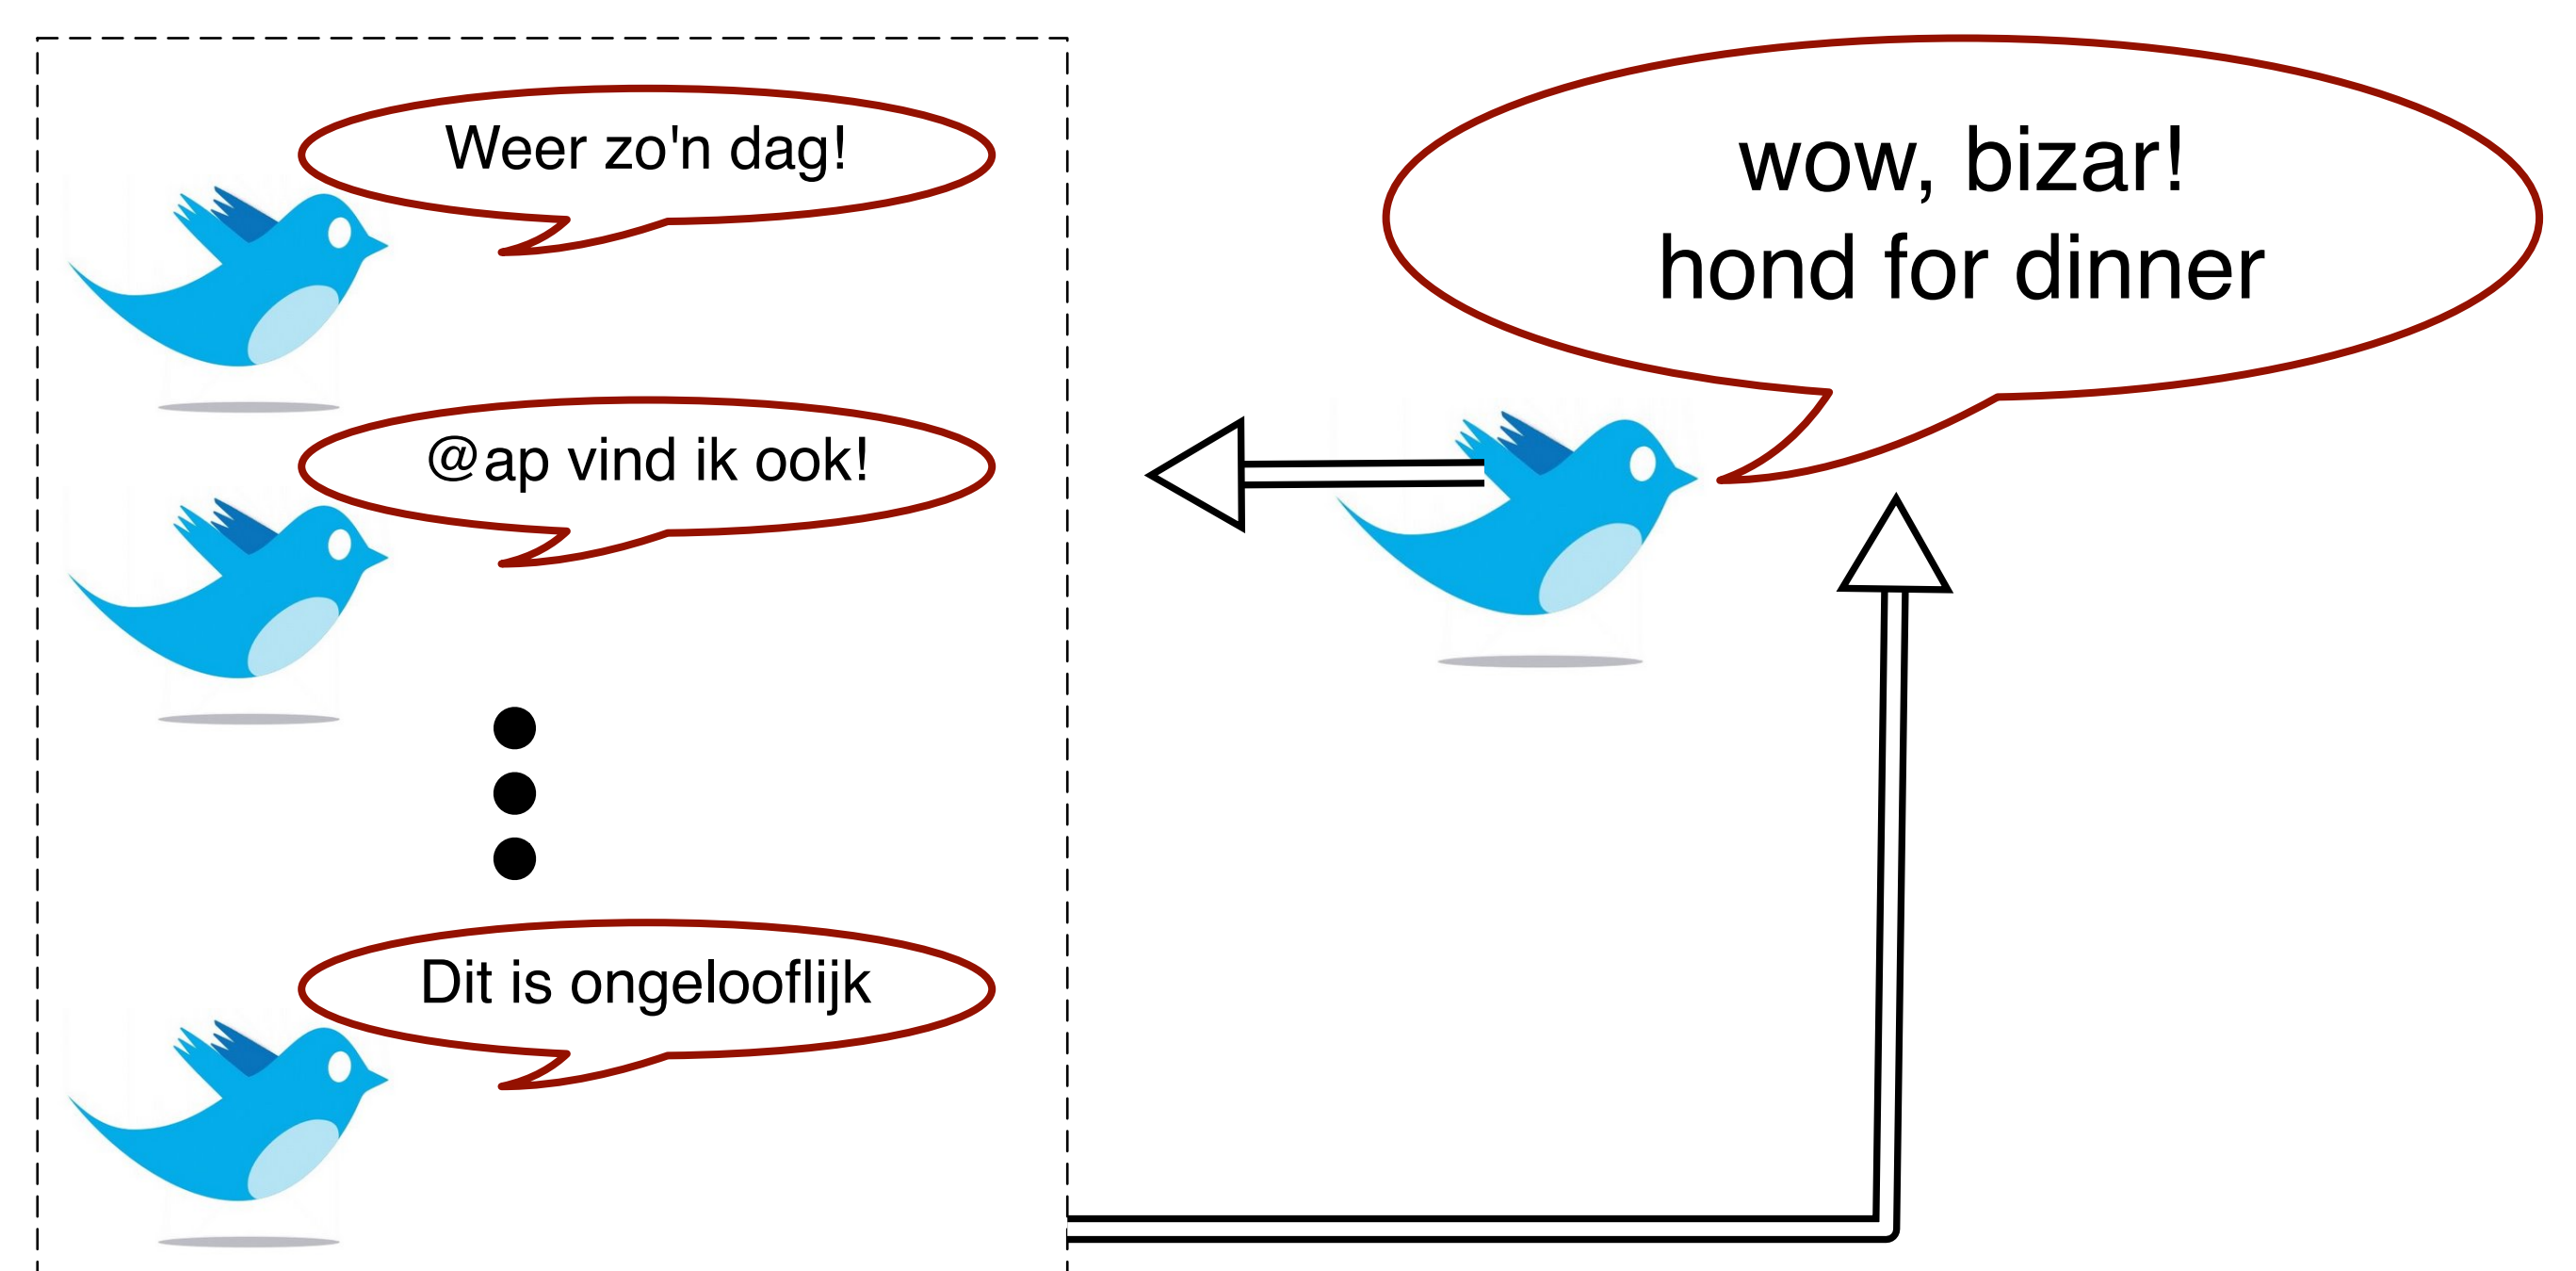 Weer zo'n dag!
@ap vind ik ook!
Dit is ongelooflijk
wow, bizar!
hond for dinner